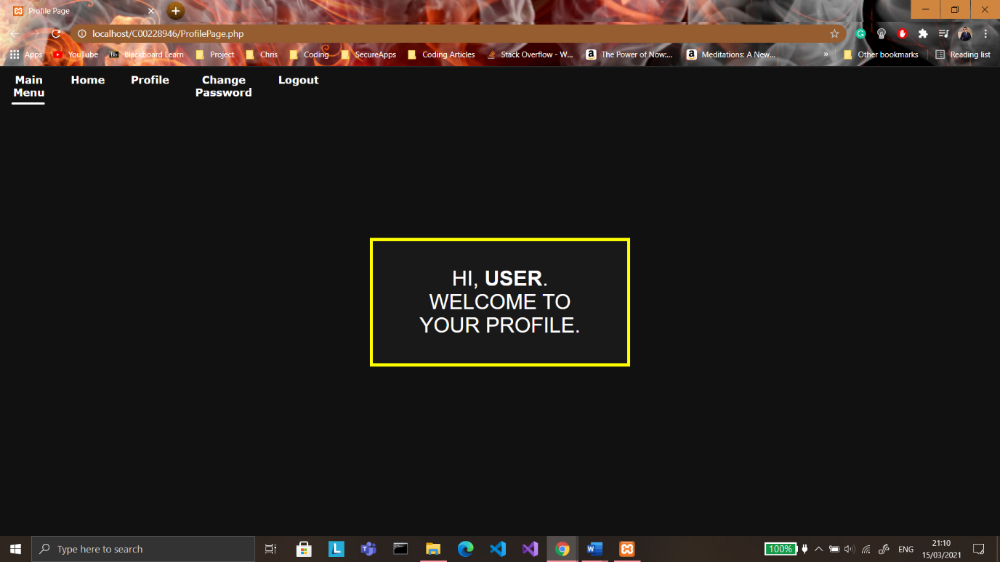 Profile Page
localhost/C00228946/ProfilePage.php
Apps YouTube Bb Blackboard Learn Project Chris Coding SecureApps Coding Articles Stack Overflow - W... The Power of Now:... Meditations: A New... » Other bookmarks Reading list
Main Menu Home Profile Change Password Logout
HI, USER.
WELCOME TO
YOUR PROFILE.
Type here to search
100% ENG 21:10
15/03/2021